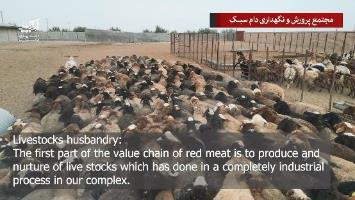 مجتمع پرورش و نگهداری دام سبک
Livestocks husbandry:
The first part of the value chain of red meat is to produce and
nurture of live stocks which has done in a completely industrial
process in our complex.